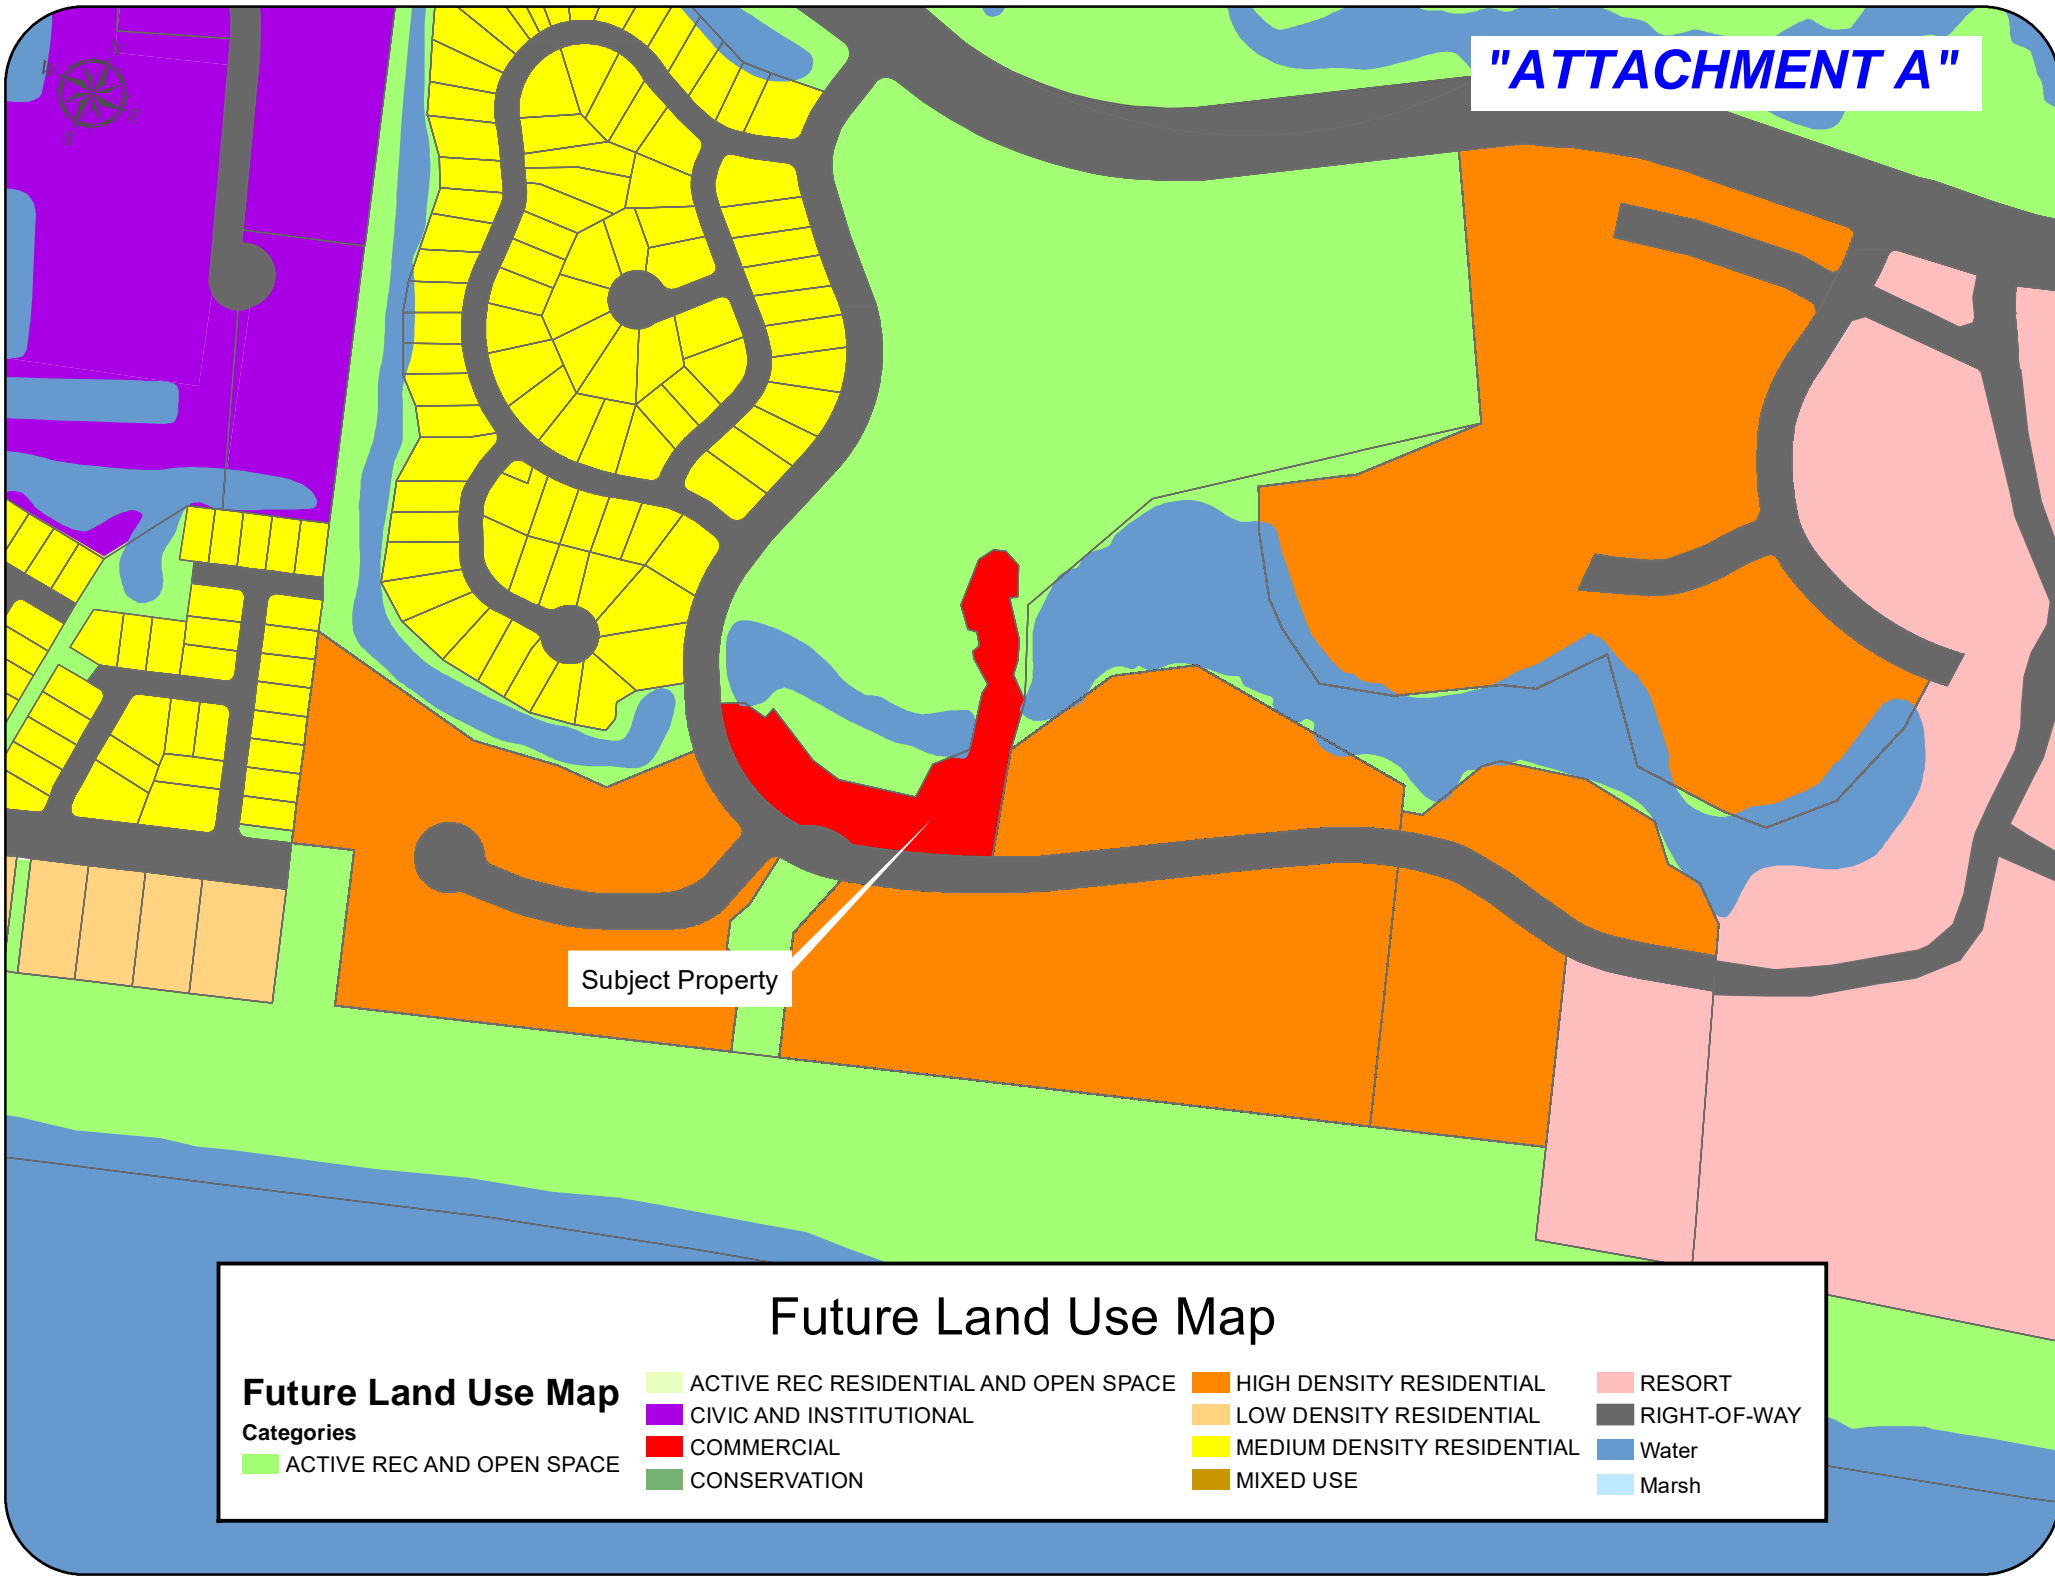 "ATTACHMENT A"
W
E
S
Subject Property
Future Land Use Map
Future Land Use Map
Categories
ACTIVE REC AND OPEN SPACE
ACTIVE REC RESIDENTIAL AND OPEN SPACE
CIVIC AND INSTITUTIONAL
COMMERCIAL
CONSERVATION
HIGH DENSITY RESIDENTIAL
LOW DENSITY RESIDENTIAL
MEDIUM DENSITY RESIDENTIAL
MIXED USE
RESORT
RIGHT-OF-WAY
Water
Marsh